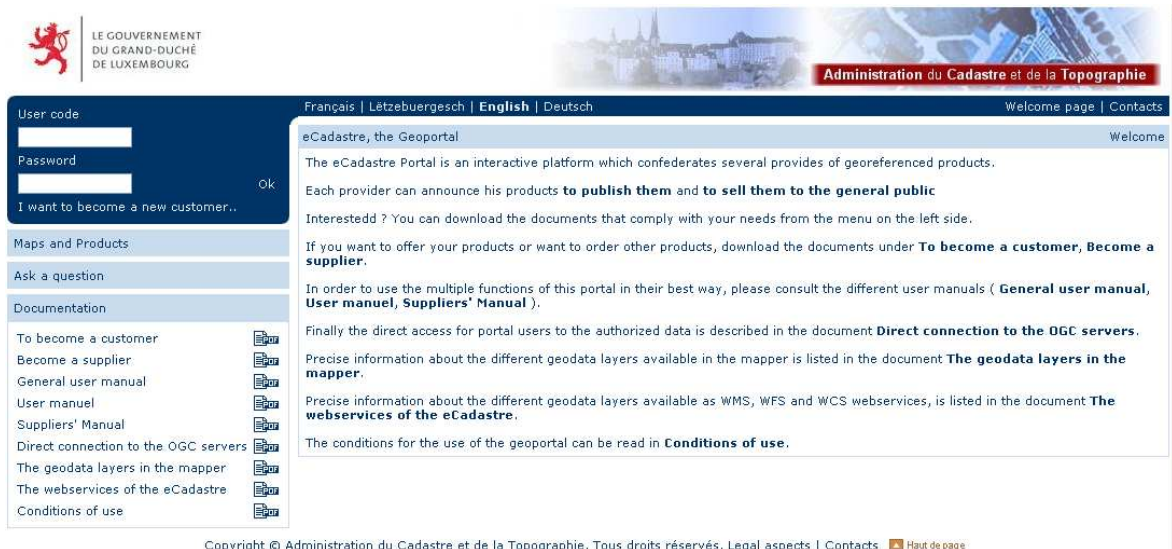 LE GOUVERNEMENT
DU GRAND-DUCHÉ
DE LUXEMBOURG
Administration du Cadastre et de la Topographie
User code
Password
Ok
I want to become a new customer..
Maps and Products
Ask a question
Documentation
To become a customer
PDF
Become a supplier
PDF
General user manual
PDF
User manuel
PDF
Suppliers' Manual
PDF
Direct connection to the OGC servers
PDF
The geodata layers in the mapper
PDF
The webservices of the eCadastre
PDF
Conditions of use
PDF
Français | Lëtzebuergesch | English | Deutsch
Welcome page | Contacts
eCadastre, the Geoportal
Welcome
The eCadastre Portal is an interactive platform which confederates several provides of georeferenced products.
Each provider can announce his products to publish them and to sell them to the general public
Interestedd ? You can download the documents that comply with your needs from the menu on the left side.
If you want to offer your products or want to order other products, download the documents under To become a customer, Become a
supplier.
In order to use the multiple functions of this portal in their best way, please consult the different user manuals ( General user manual,
User manuel, Suppliers' Manual ).
Finally the direct access for portal users to the authorized data is described in the document Direct connection to the OGC servers.
Precise information about the different geodata layers available in the mapper is listed in the document The geodata layers in the
mapper.
Precise information about the different geodata layers available as WMS, WFS and WCS webservices, is listed in the document The
webservices of the eCadastre.
The conditions for the use of the geoportal can be read in Conditions of use.
Copyright © Administration du Cadastre et de la Topographie. Tous droits réservés. Legal aspects | Contacts Haut de page